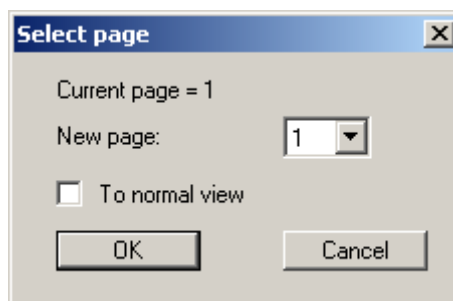 Select page
Current page = 1
New page: 1
To normal view
OK Cancel